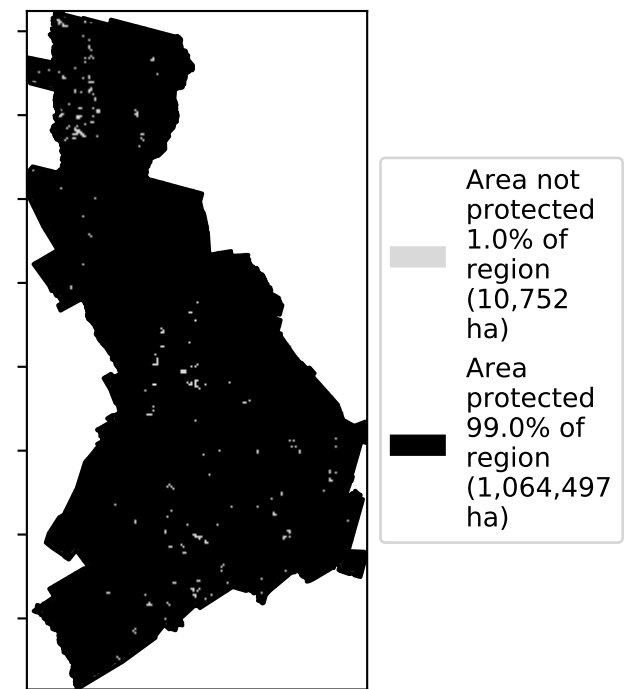 Area not
protected
1.0% of
region
(10,752
ha)
Area
protected
99.0% of
region
(1,064,497
ha)